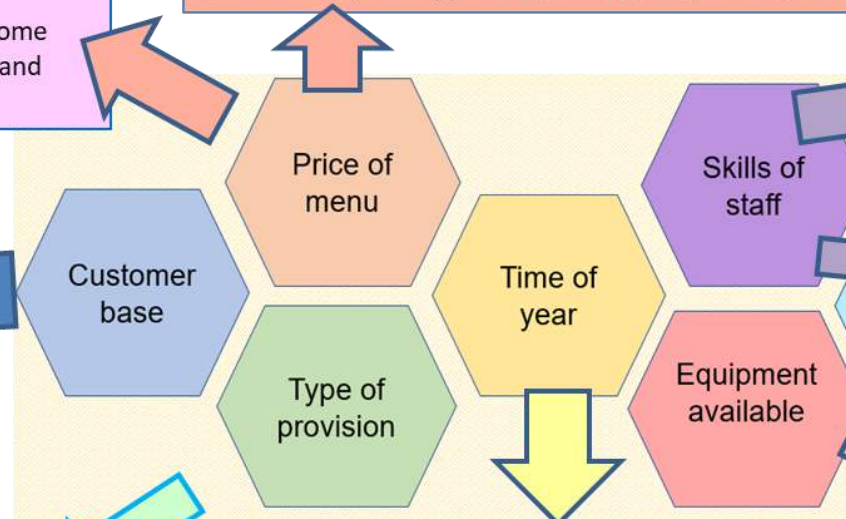 ome
and
Price of
menu
Skills of
staff
Customer
base
Time of
year
Type of
provision
Equipment
available